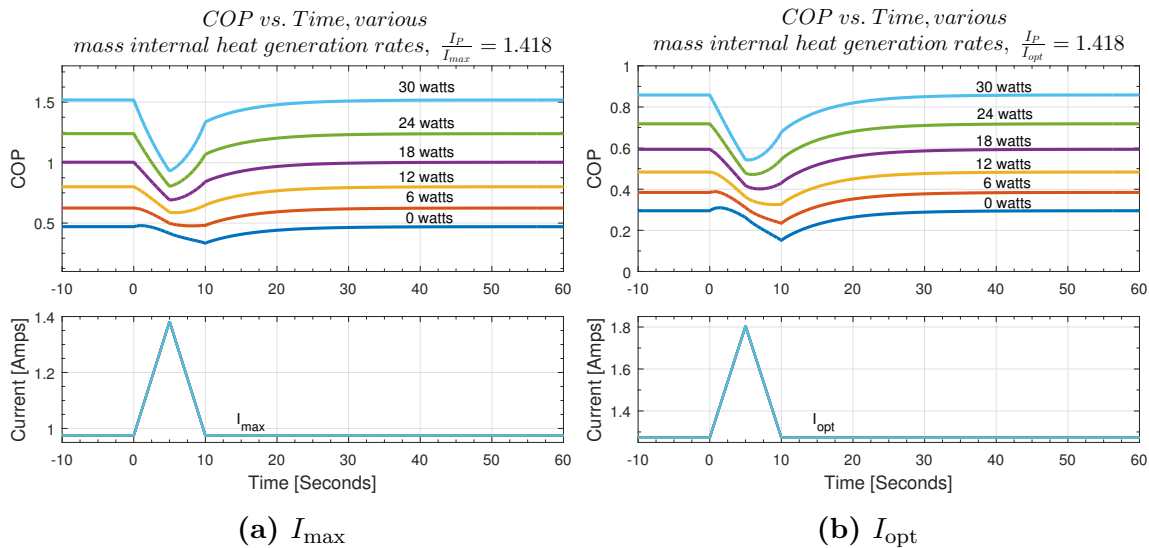 COP vs. Time, various
mass internal heat generation rates, I_P/I_max = 1.418
COP
1.5
1
0.5
30 watts
24 watts
18 watts
12 watts
6 watts
0 watts
-10 0 10 20 30 40 50 60
Current [Amps]
1.4
1.2
1
I_max
-10 0 10 20 30 40 50 60
Time [Seconds]
(a) I_max
COP vs. Time, various
mass internal heat generation rates, I_P/I_opt = 1.418
COP
1
0.8
0.6
0.4
0.2
0
30 watts
24 watts
18 watts
12 watts
6 watts
0 watts
-10 0 10 20 30 40 50 60
Current [Amps]
1.8
1.6
1.4
I_opt
-10 0 10 20 30 40 50 60
Time [Seconds]
(b) I_opt